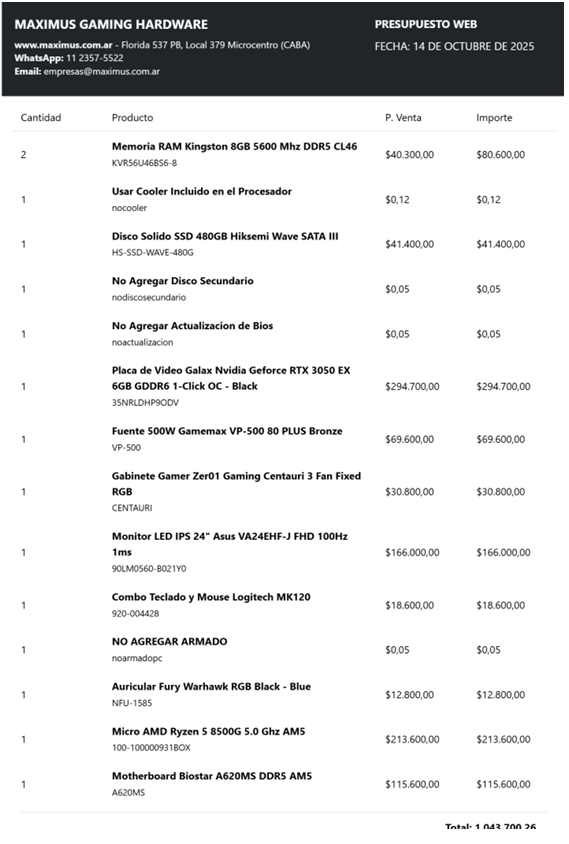 MAXIMUS GAMING HARDWARE
PRESUPUESTO WEB
www.maximus.com.ar - Florida 537 PB, Local 379 Microcentro (CABA)
FECHA: 14 DE OCTUBRE DE 2025
WhatsApp: 11 2357-5522
Email: empresas@maximus.com.ar
Cantidad Producto P. Venta Importe
Memoria RAM Kingston 8GB 5600 Mhz DDR5 CL46
2 $40.300,00 $80.600,00
KVR56U46BS6-8
Usar Cooler Incluido en el Procesador
1 $0,12 $0,12
nocooler
Disco Solido SSD 480GB Hiksemi Wave SATA III
1 $41.400,00 $41.400,00
HS-SSD-WAVE-480G
No Agregar Disco Secundario
1 $0,05 $0,05
nodiscosecundario
No Agregar Actualizacion de Bios
1 $0,05 $0,05
noactualizacion
Placa de Video Galax Nvidia Geforce RTX 3050 EX
1 6GB GDDR6 1-Click OC - Black $294.700,00 $294.700,00
35NRLDHP9ODV
Fuente 500W Gamemax VP-500 80 PLUS Bronze
1 $69.600,00 $69.600,00
VP-500
Gabinete Gamer Zer01 Gaming Centauri 3 Fan Fixed
1 RGB $30.800,00 $30.800,00
CENTAURI
Monitor LED IPS 24" Asus VA24EHF-J FHD 100Hz
1 1ms $166.000,00 $166.000,00
90LM0560-B021Y0
Combo Teclado y Mouse Logitech MK120
1 $18.600,00 $18.600,00
920-004428
NO AGREGAR ARMADO
1 $0,05 $0,05
noarmadopc
Auricular Fury Warhawk RGB Black - Blue
1 $12.800,00 $12.800,00
NFU-1585
Micro AMD Ryzen 5 8500G 5.0 Ghz AM5
1 $213.600,00 $213.600,00
100-100000931BOX
Motherboard Biostar A620MS DDR5 AM5
1 $115.600,00 $115.600,00
A620MS
Total: 1.043.700,26